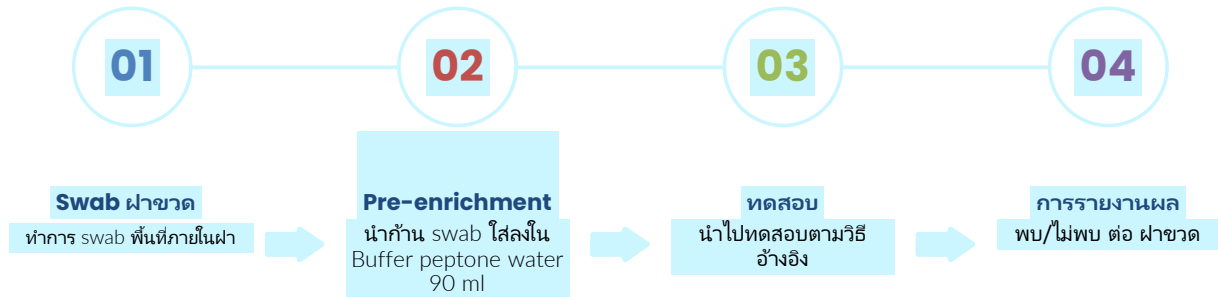 01
02
03
04
Swab ฝาขวด
ทำการ swab พื้นที่ภายในฝา
Pre-enrichment
นำก้าน swab ใส่ลงใน
Buffer peptone water
90 ml
ทดสอบ
นำไปทดสอบตามวิธี
อ้างอิง
การรายงานผล
พบ/ไม่พบ ต่อ ฝาขวด